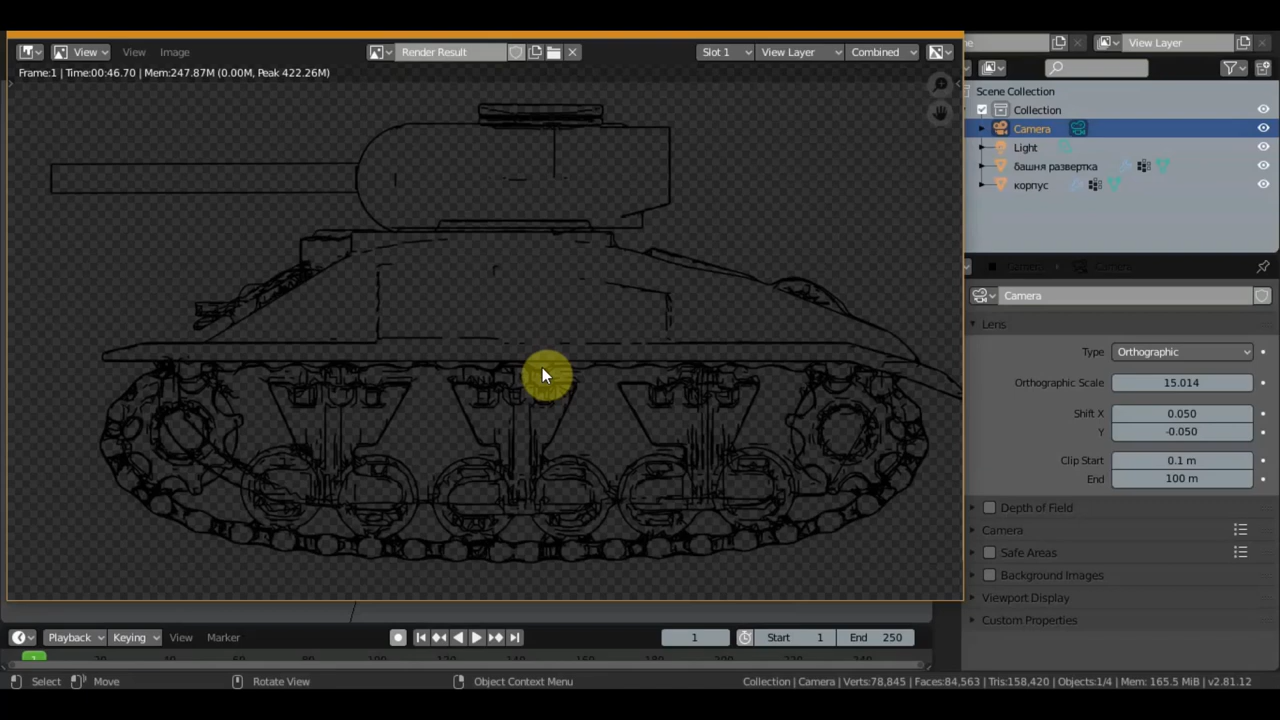 View
View
Image
Render Result
Slot 1
View Layer
Combined
ne
View Layer
Frame:1 | Time:00:46.70 | Mem:247.87M (0.00M, Peak 422.26M)
Scene Collection
Collection
Camera
Light
башня развертка
корпус
Camera
Camera
Camera
Lens
Type
Orthographic
Orthographic Scale
15.014
Shift X
0.050
Y
-0.050
Clip Start
0.1 m
End
100 m
Depth of Field
Camera
Safe Areas
Background Images
Viewport Display
Custom Properties
Playback
Keying
View
Marker
1
Start
1
End
250
1
Select
Move
Rotate View
Object Context Menu
Collection | Camera | Verts:78,845 | Faces:84,563 | Tris:158,420 | Objects:1/4 | Mem: 165.5 MiB | v2.81.12